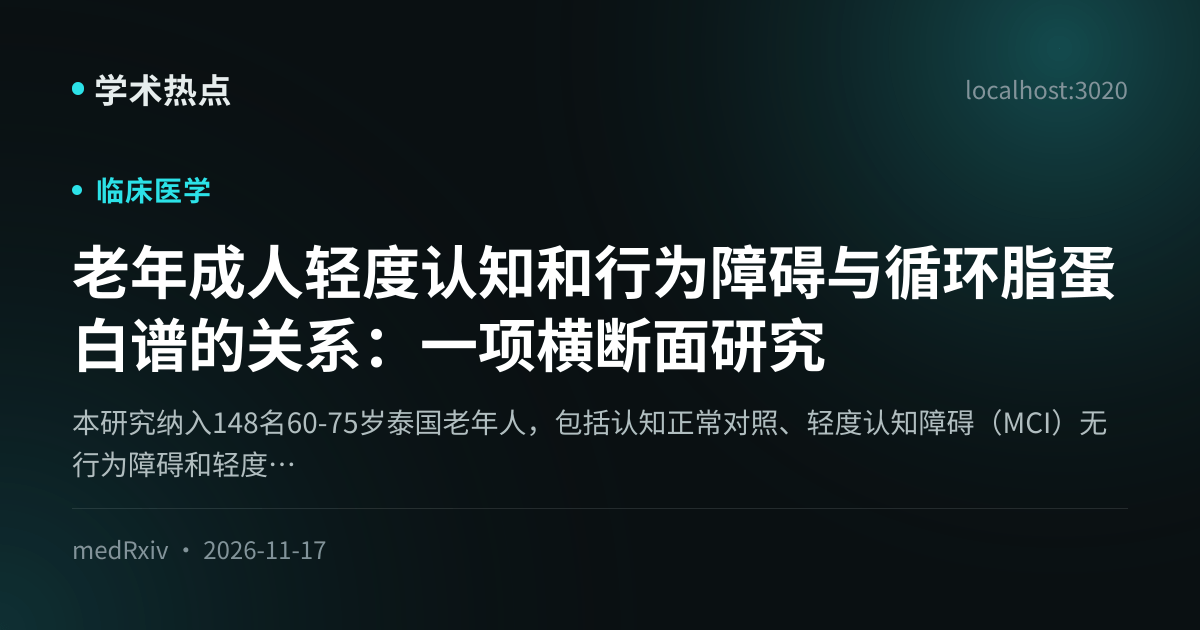 学术热点
localhost:3020
临床医学
老年成人轻度认知和行为障碍与循环脂蛋
白谱的关系：一项横断面研究
本研究纳入148名60-75岁泰国老年人，包括认知正常对照、轻度认知障碍（MCI）无
行为障碍和轻度…
medRxiv · 2026-11-17